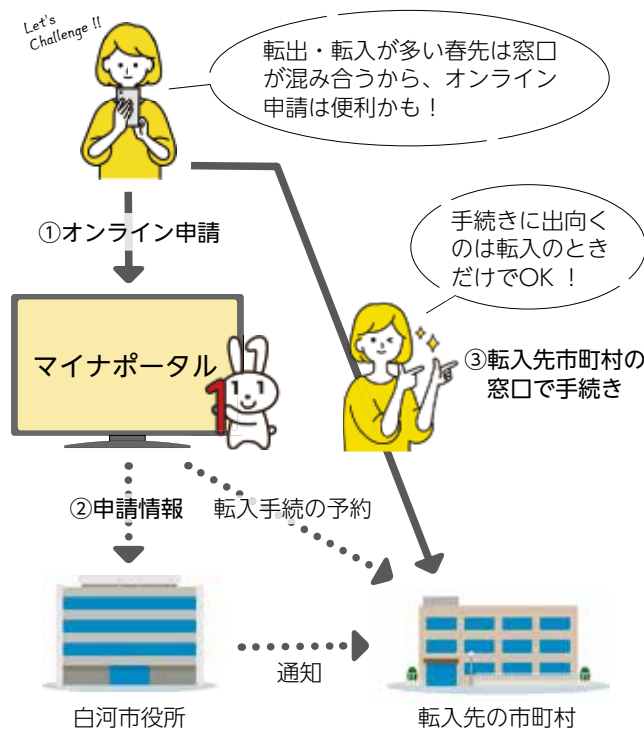 Let's
Challenge !!
転出・転入が多い春先は窓口
が混み合うから、オンライン
申請は便利かも！
①オンライン申請
手続きに出向く
のは転入のとき
だけでOK ！
マイナポータル
1
③転入先市町村の
窓口で手続き
②申請情報
転入手続の予約
通知
白河市役所
転入先の市町村